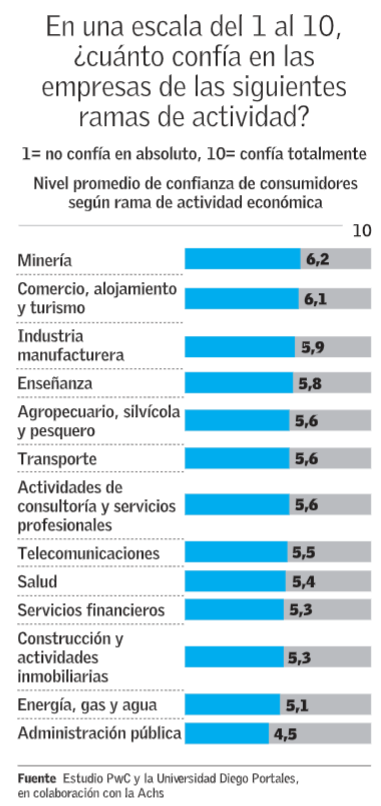 En una escala del 1 al 10,
¿cuánto confía en las
empresas de las siguientes
ramas de actividad?
1= no confía en absoluto, 10= confía totalmente
Nivel promedio de confianza de consumidores
según rama de actividad económica
10
Minería 6,2
Comercio, alojamiento
y turismo 6,1
Industria
manufacturera 5,9
Enseñanza 5,8
Agropecuario, silvícola
y pesquero 5,6
Transporte 5,6
Actividades de
consultoría y servicios 5,6
profesionales
Telecomunicaciones 5,5
Salud 5,4
Servicios financieros 5,3
Construcción y
actividades 5,3
inmobiliarias
Energía, gas y agua 5,1
Administración pública 4,5
Fuente Estudio PwC y la Universidad Diego Portales,
en colaboración con la Achs